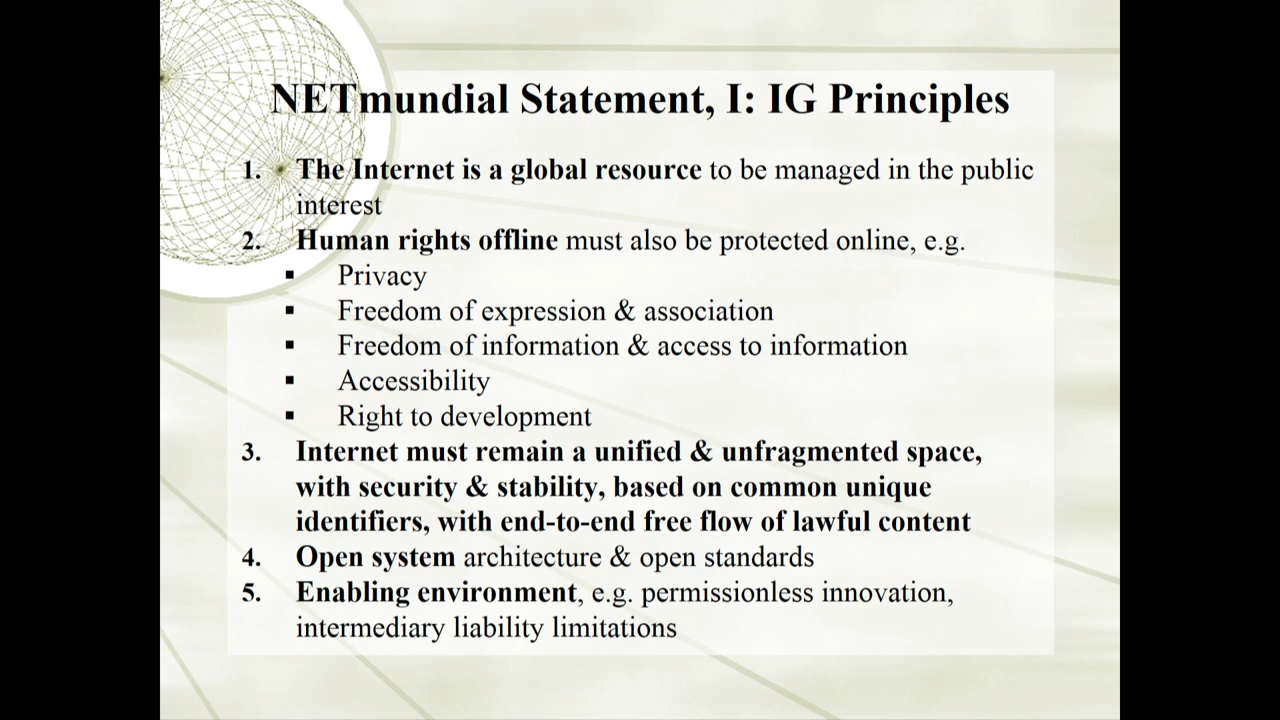 NETmundial Statement, I: IG Principles
1. The Internet is a global resource to be managed in the public
interest
2. Human rights offline must also be protected online, e.g.
▪ Privacy
▪ Freedom of expression & association
▪ Freedom of information & access to information
▪ Accessibility
▪ Right to development
3. Internet must remain a unified & unfragmented space,
with security & stability, based on common unique
identifiers, with end-to-end free flow of lawful content
4. Open system architecture & open standards
5. Enabling environment, e.g. permissionless innovation,
intermediary liability limitations